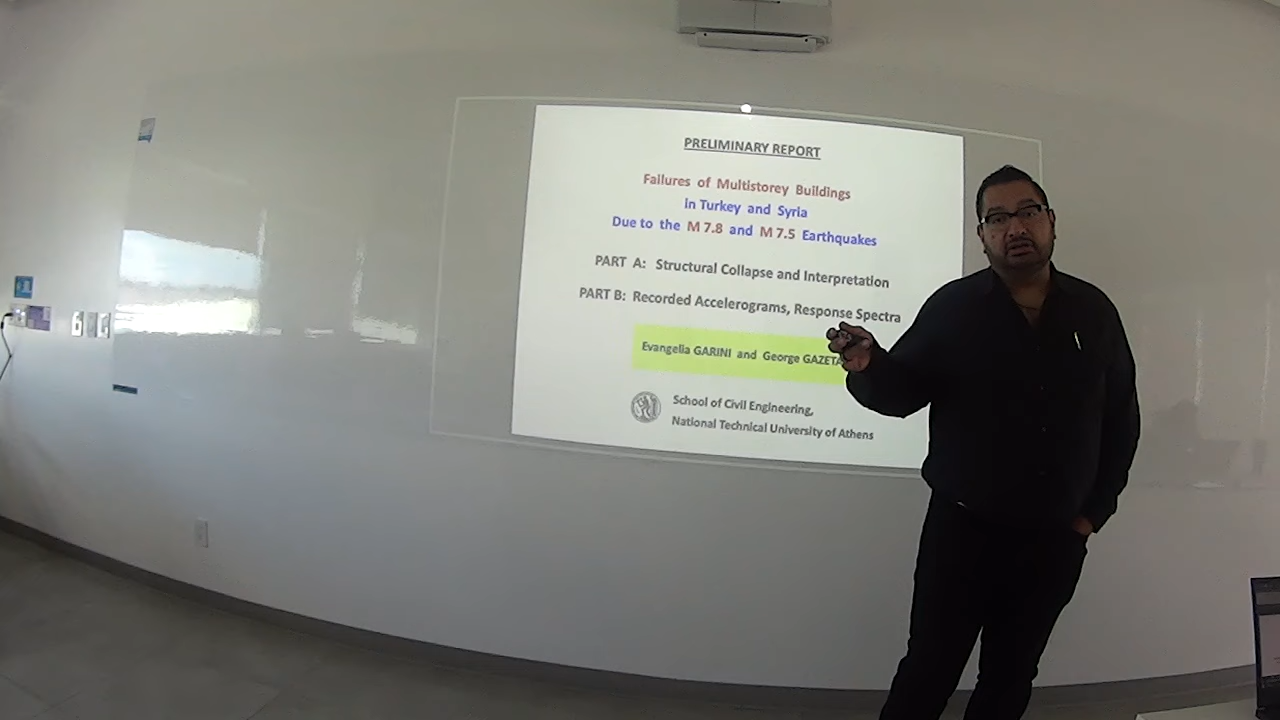 PRELIMINARY REPORT
Failures of Multistorey Buildings
in Turkey and Syria
Due to the M 7.8 and M 7.5 Earthquakes
PART A: Structural Collapse and Interpretation
PART B: Recorded Accelerograms, Response Spectra
Evangelia GARINI and George GAZETA
School of Civil Engineering,
National Technical University of Athens